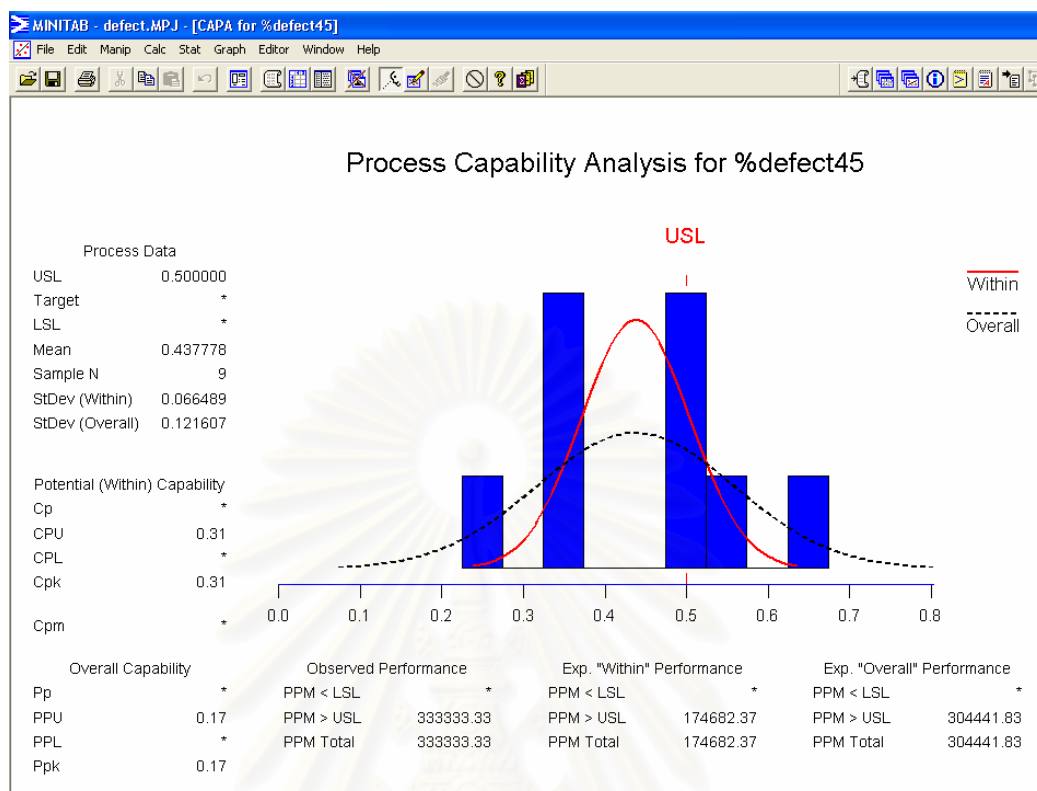 MINITAB - defect.MPJ - [CAPA for %defect45]
File Edit Manip Calc Stat Graph Editor Window Help
Process Capability Analysis for %defect45
USL
Process Data
USL 0.500000
Target *
LSL *
Mean 0.437778
Sample N 9
StDev (Within) 0.066489
StDev (Overall) 0.121607
Within
Overall
Potential (Within) Capability
Cp *
CPU 0.31
CPL *
Cpk 0.31
Cpm *
0.0 0.1 0.2 0.3 0.4 0.5 0.6 0.7 0.8
Overall Capability
Pp *
PPU 0.17
PPL *
Ppk 0.17
Observed Performance
PPM < LSL *
PPM > USL 333333.33
PPM Total 333333.33
Exp. "Within" Performance
PPM < LSL *
PPM > USL 174682.37
PPM Total 174682.37
Exp. "Overall" Performance
PPM < LSL *
PPM > USL 304441.83
PPM Total 304441.83